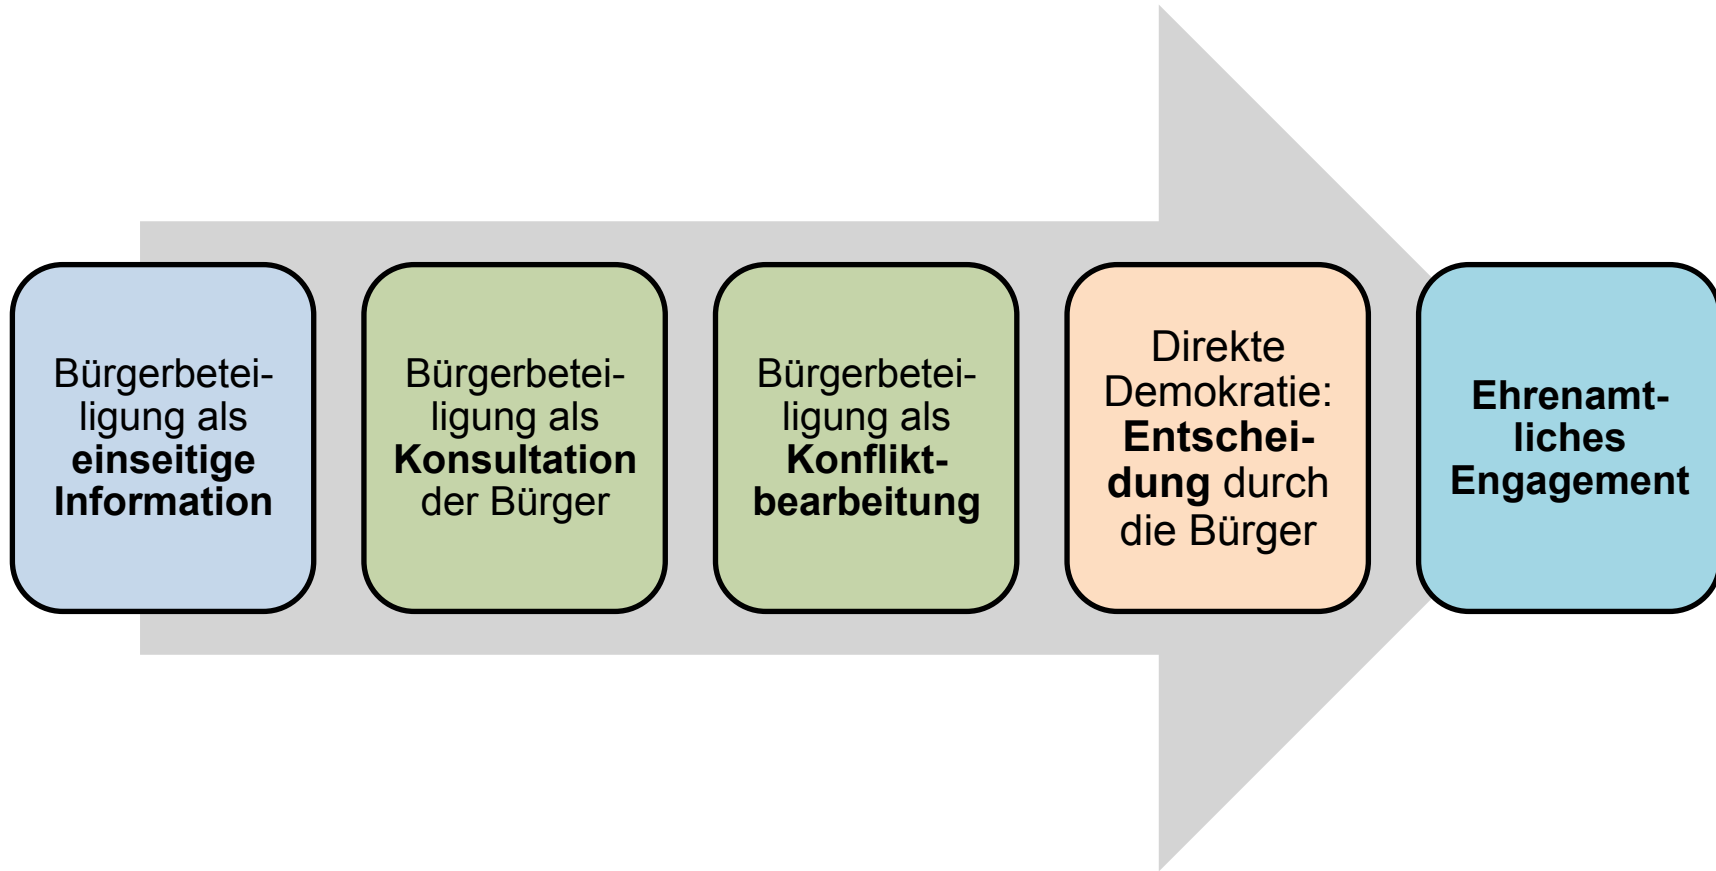 Bürgerbetei-
ligung als
einseitige
Information
Bürgerbetei-
ligung als
Konsultation
der Bürger
Bürgerbetei-
ligung als
Konflikt-
bearbeitung
Direkte
Demokratie:
Entschei-
dung durch
die Bürger
Ehrenamt-
liches
Engagement